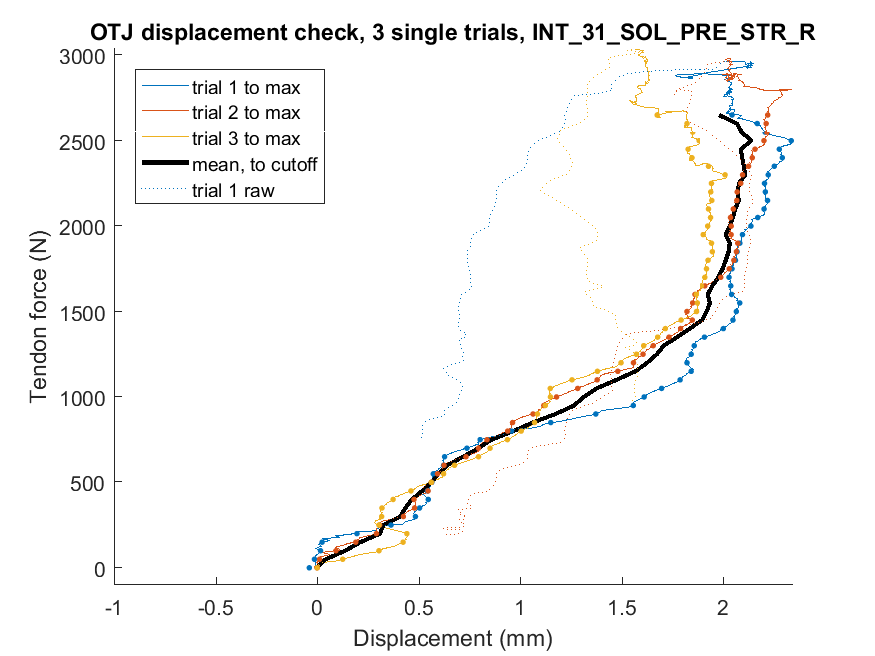 OTJ displacement check, 3 single trials, INT_31_SOL_PRE_STR_R
3000
2500
2000
1500
1000
500
0
Tendon force (N)
trial 1 to max
trial 2 to max
trial 3 to max
mean, to cutoff
trial 1 raw
-1 -0.5 0 0.5 1 1.5 2
Displacement (mm)